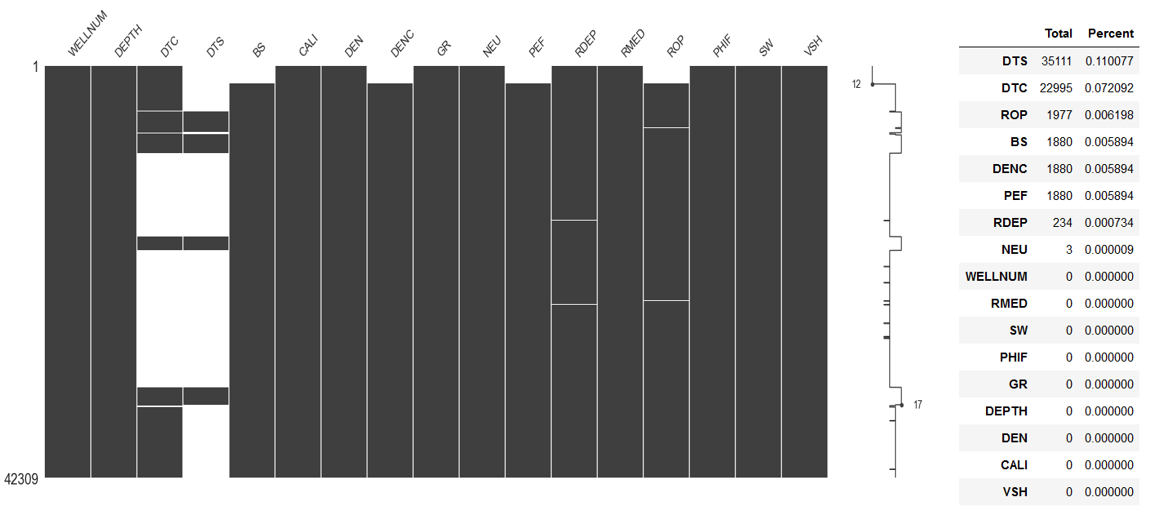 WELLNUM DEPTH DTC DTS BS CALI DEN DENC GR NEU PEF RDEP RMED ROP PHIF SW VSH
1
12
17
42309
Total Percent
DTS 35111 0.110077
DTC 22995 0.072092
ROP 1977 0.006198
BS 1880 0.005894
DENC 1880 0.005894
PEF 1880 0.005894
RDEP 234 0.000734
NEU 3 0.000009
WELLNUM 0 0.000000
RMED 0 0.000000
SW 0 0.000000
PHIF 0 0.000000
GR 0 0.000000
DEPTH 0 0.000000
DEN 0 0.000000
CALI 0 0.000000
VSH 0 0.000000